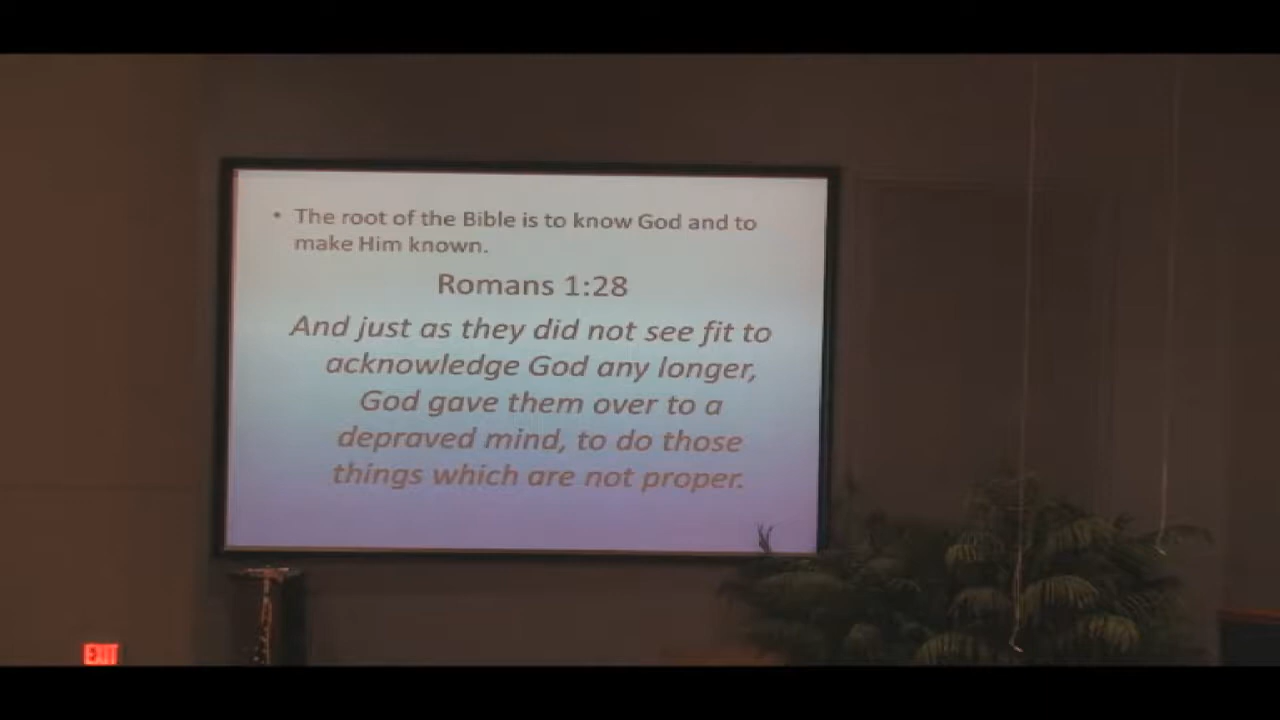 • The root of the Bible is to know God and to
make Him known.
Romans 1:28
And just as they did not see fit to
acknowledge God any longer,
God gave them over to a
depraved mind, to do those
things which are not proper.
EXIT